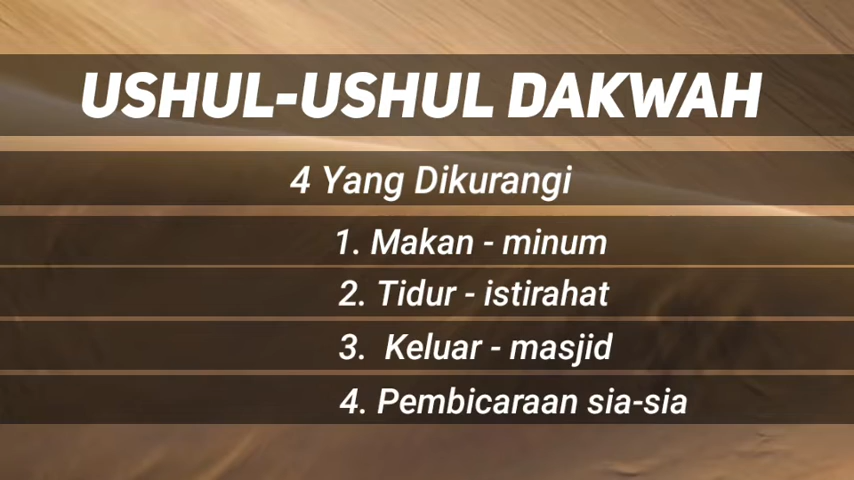 USHUL-USHUL DAKWAH
4 Yang Dikurangi
1. Makan - minum
2. Tidur - istirahat
3. Keluar - masjid
4. Pembicaraan sia-sia